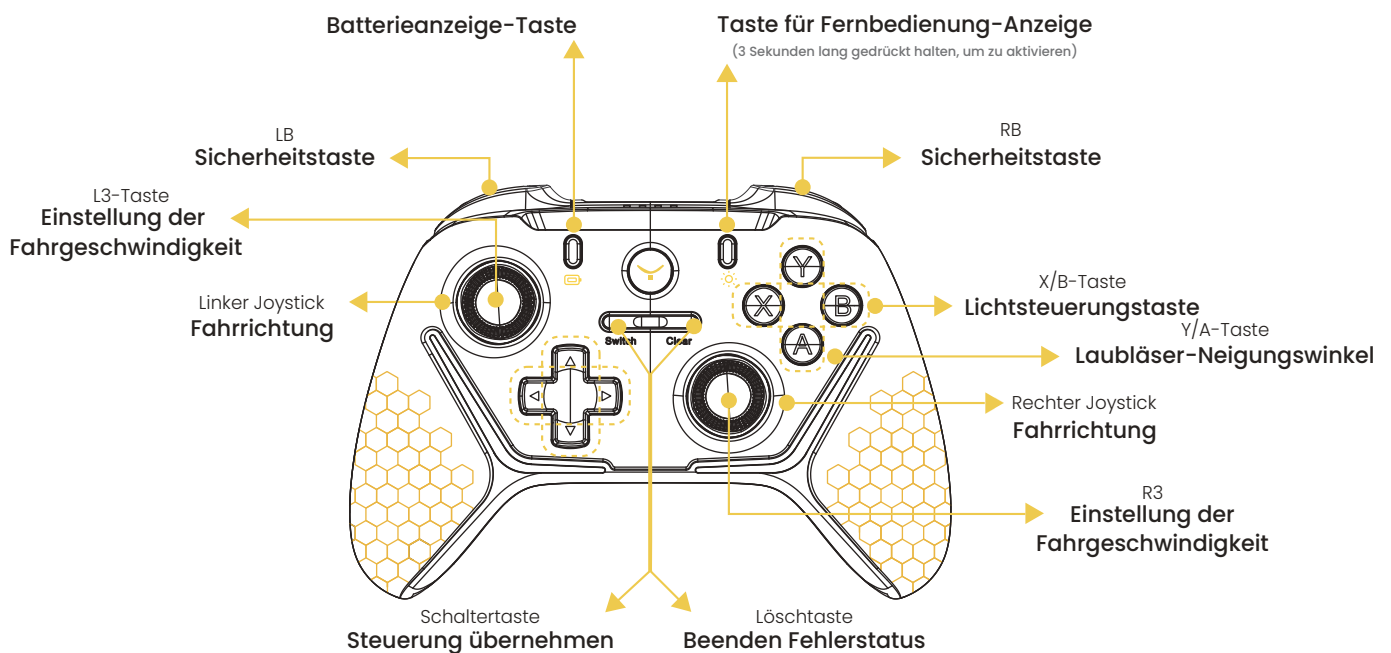 Batterieanzeige-Taste
Taste für Fernbedienung-Anzeige
(3 Sekunden lang gedrückt halten, um zu aktivieren)
LB
Sicherheitstaste
RB
Sicherheitstaste
L3-Taste
Einstellung der
Fahrgeschwindigkeit
Linker Joystick
Fahrrichtung
Y
X
B
A
Switch
Clear
X/B-Taste
Lichtsteuerungstaste
Y/A-Taste
Laubläser-Neigungswinkel
Rechter Joystick
Fahrrichtung
R3
Einstellung der
Fahrgeschwindigkeit
Schaltertaste
Steuerung übernehmen
Löschtaste
Beenden Fehlerstatus